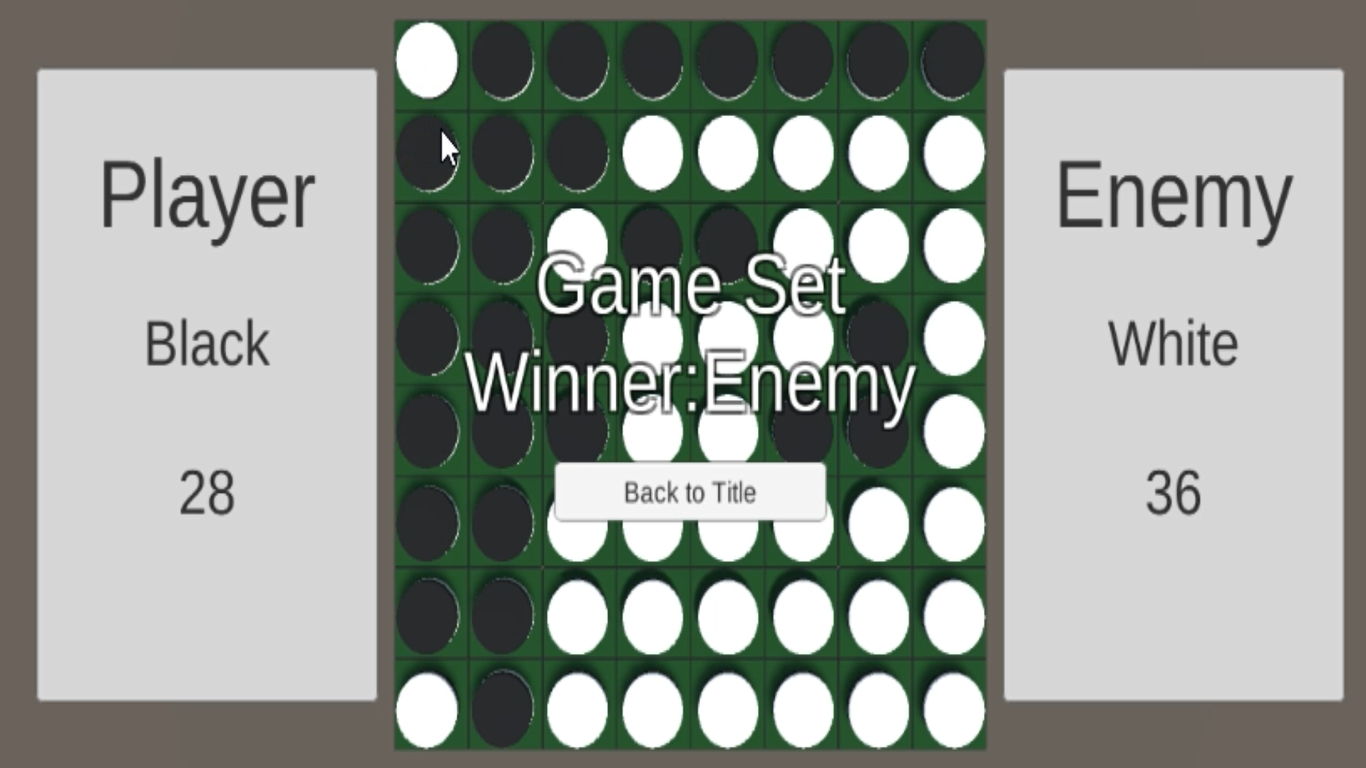 Player
Black
28
Game Set
Winner:Enemy
Back to Title
Enemy
White
36